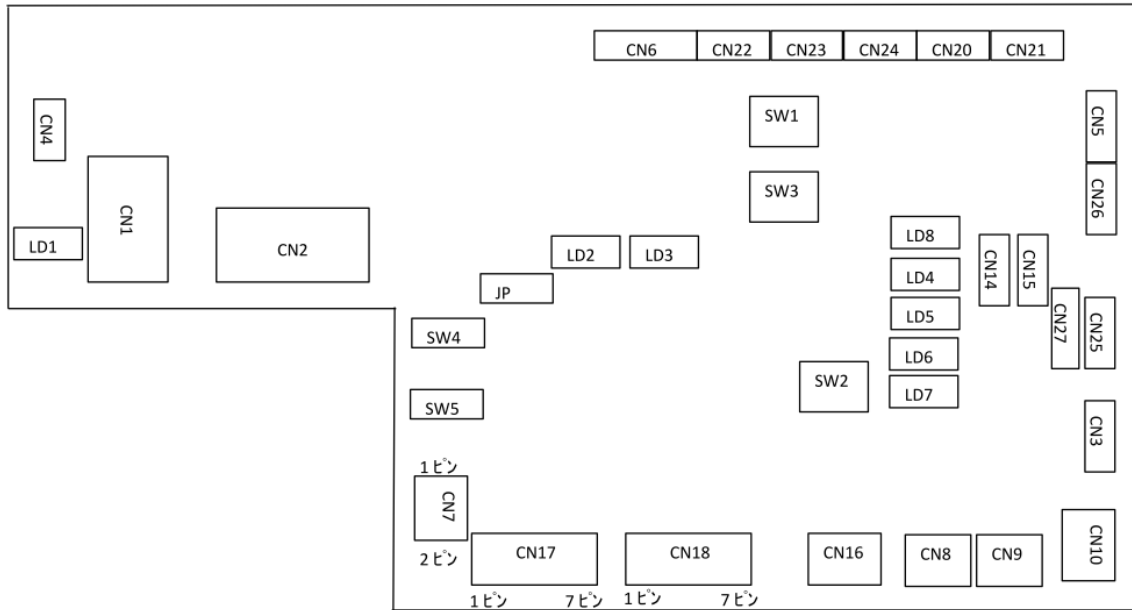 CN6
CN22
CN23
CN24
CN20
CN21
CN4
SW1
CN5
CN1
SW3
CN26
LD1
CN2
LD2
LD3
LD8
CN14
CN15
JP
LD4
SW4
LD5
CN27
CN25
LD6
SW2
LD7
SW5
CN3
1ピン
CN7
2ピン
CN17
CN18
CN16
CN8
CN9
CN10
1ピン
7ピン
1ピン
7ピン